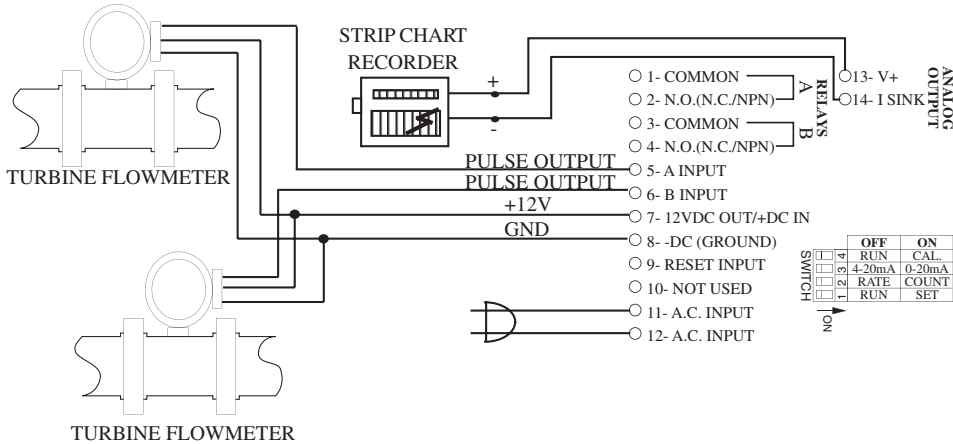 STRIP CHART
RECORDER
+
-
TURBINE FLOWMETER
PULSE OUTPUT
PULSE OUTPUT
+12V
GND
TURBINE FLOWMETER
1- COMMON
2- N.O.(N.C./NPN)
3- COMMON
4- N.O.(N.C./NPN)
5- A INPUT
6- B INPUT
7- 12VDC OUT/+DC IN
8- -DC (GROUND)
9- RESET INPUT
10- NOT USED
11- A.C. INPUT
12- A.C. INPUT
A
B
RELAYS
13- V+
14- I SINK
ANALOG
OUTPUT
SWITCH
OFF ON
4 RUN CAL.
3 4-20mA 0-20mA
2 RATE COUNT
1 RUN SET
ON